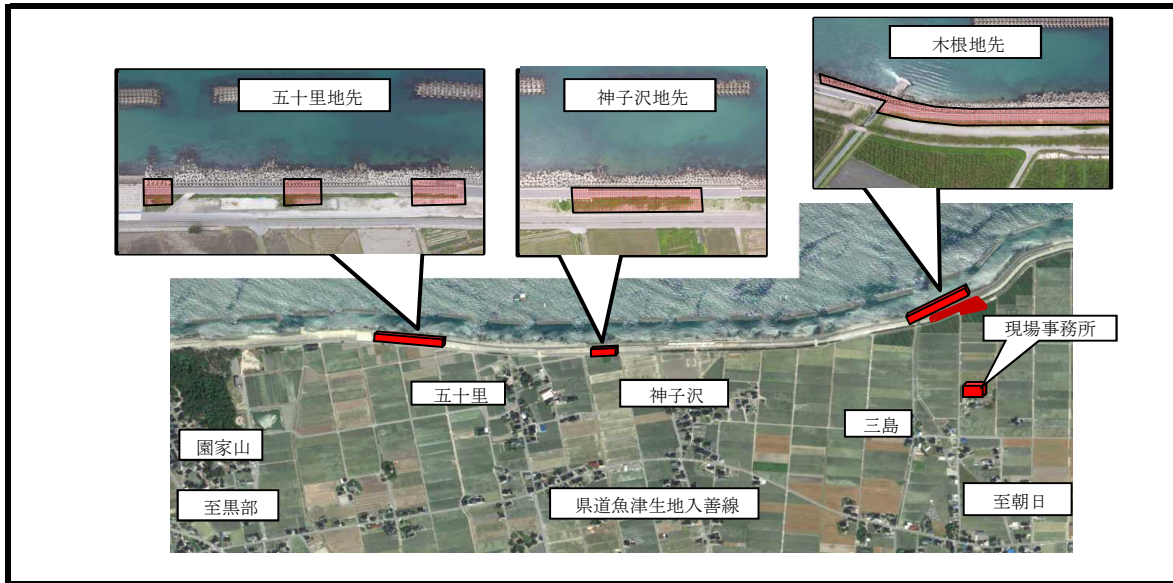 木根地先
五十里地先
神子沢地先
現場事務所
五十里
神子沢
三島
園家山
至黒部
県道魚津生地入善線
至朝日